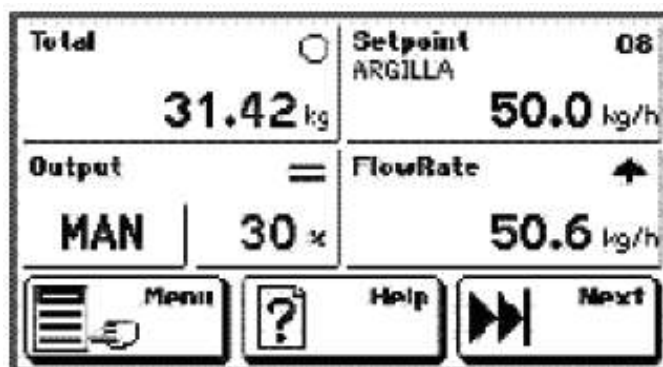 Total
31.42 kg
Setpoint 08
ARGILLA
50.0 kg/h
Output
MAN 30 %
FlowRate
50.6 kg/h
Menu
? Help
Next